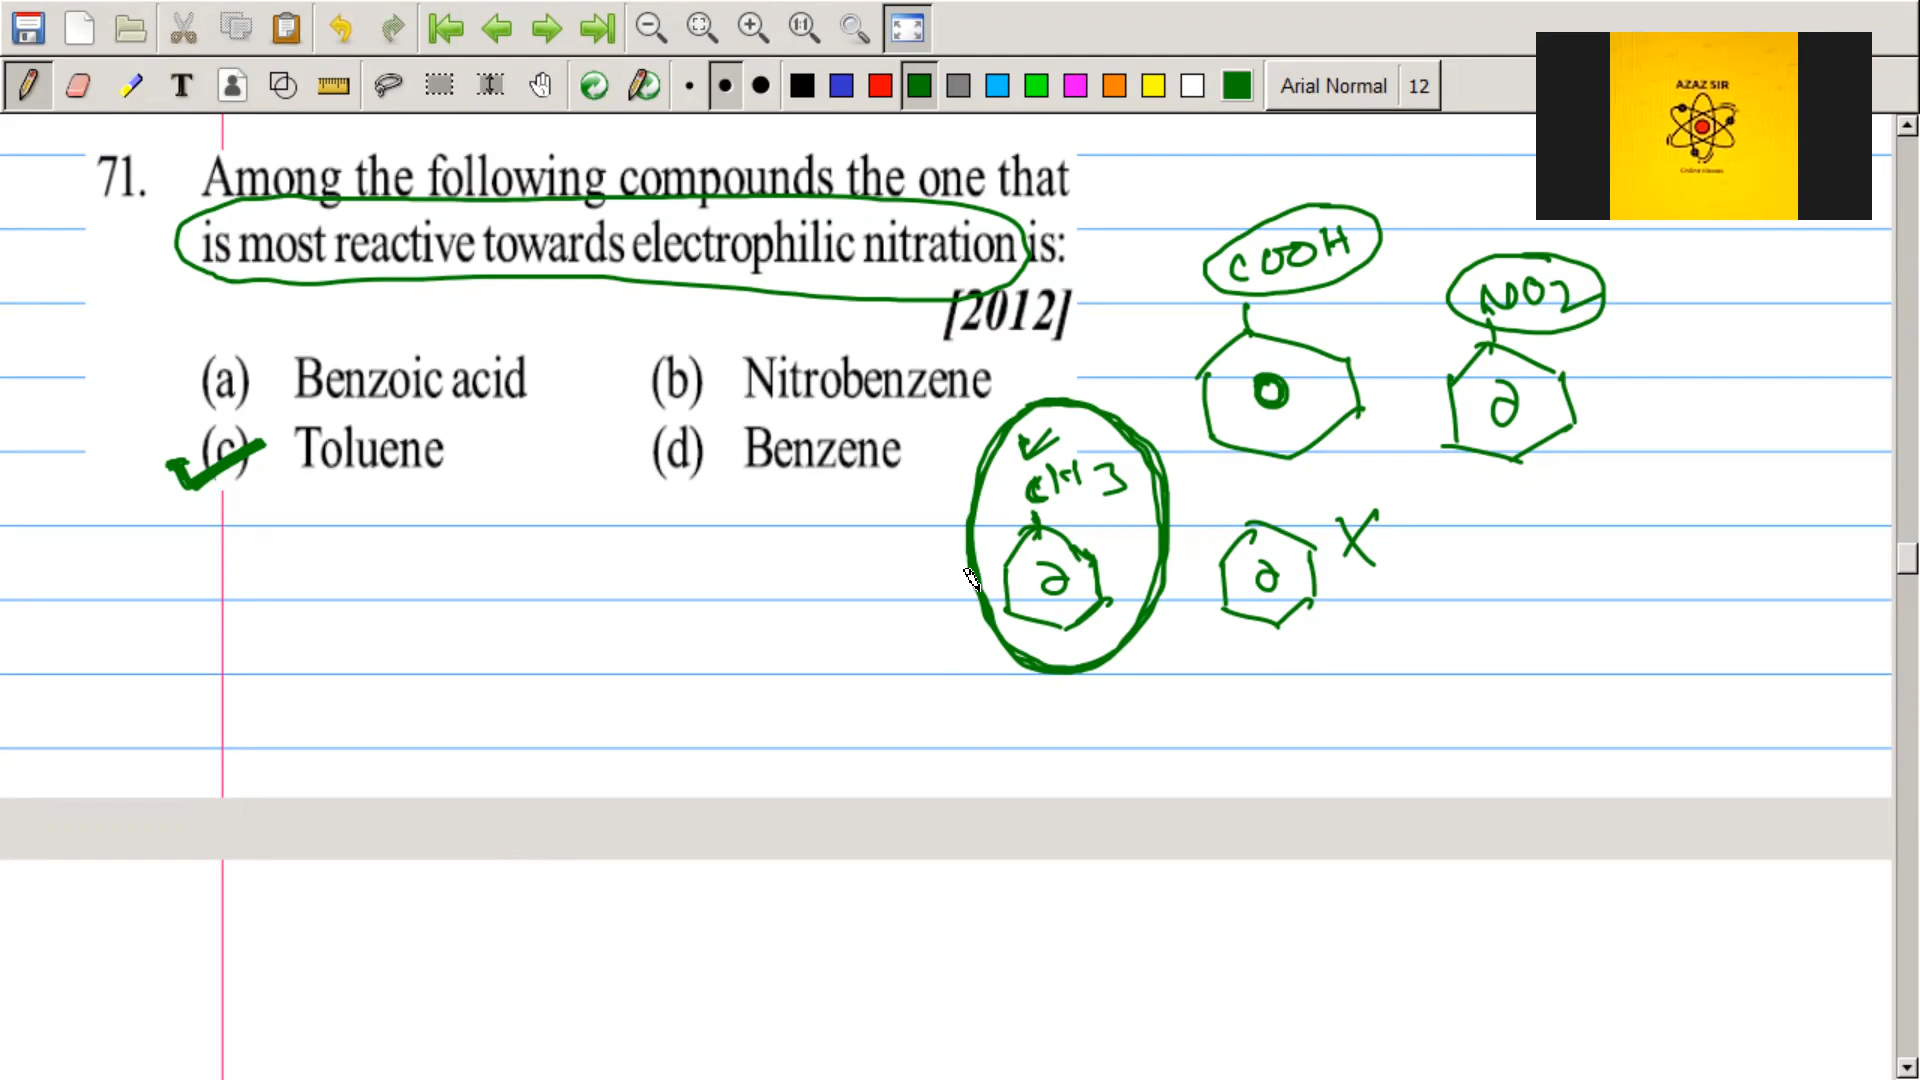 Arial Normal 12
AZAZ SIR
71. Among the following compounds the one that
is most reactive towards electrophilic nitration is:
[2012]
(a) Benzoic acid (b) Nitrobenzene
(c) Toluene (d) Benzene
COOH
NO2
CH3
X